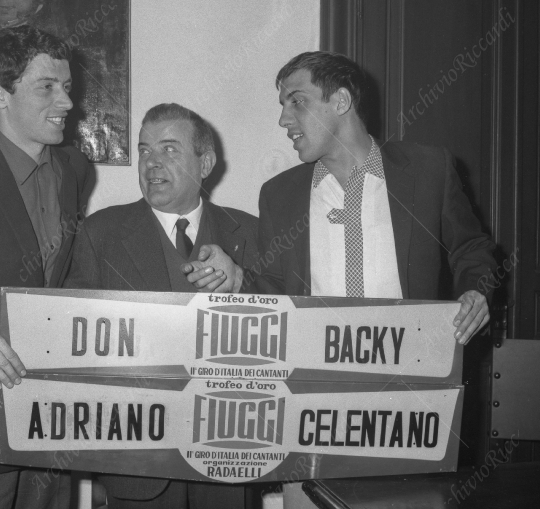 trofeo d'oro
DON FIUGGI BACKY
II° GIRO D'ITALIA DEI CANTANTI
trofeo d'oro
ADRIANO FIUGGI CELENTANO
II° GIRO D'ITALIA DEI CANTANTI
organizzazione
RADAELLI
ArchivioRiccardi